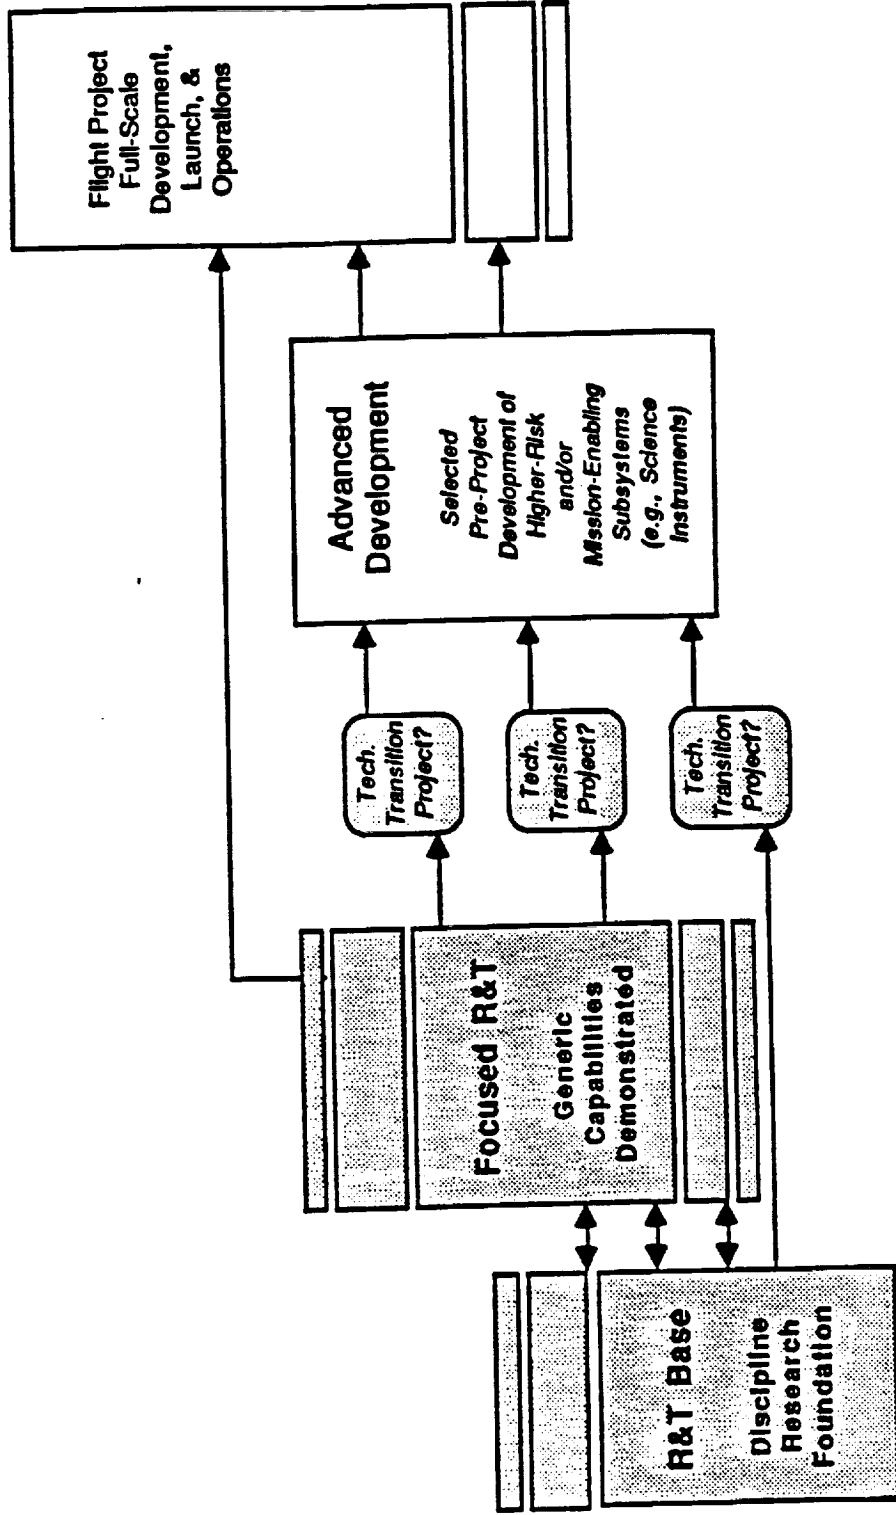 R&T Base
Discipline
Research
Foundation
Focused R&T
Generic
Capabilities
Demonstrated
Tech.
Transition
Project?
Tech.
Transition
Project?
Tech.
Transition
Project?
Advanced
Development
Selected
Pre-Project
Development of
Higher-Risk
and/or
Mission-Enabling
Subsystems
(e.g., Science
Instruments)
Flight Project
Full-Scale
Development,
Launch, &
Operations